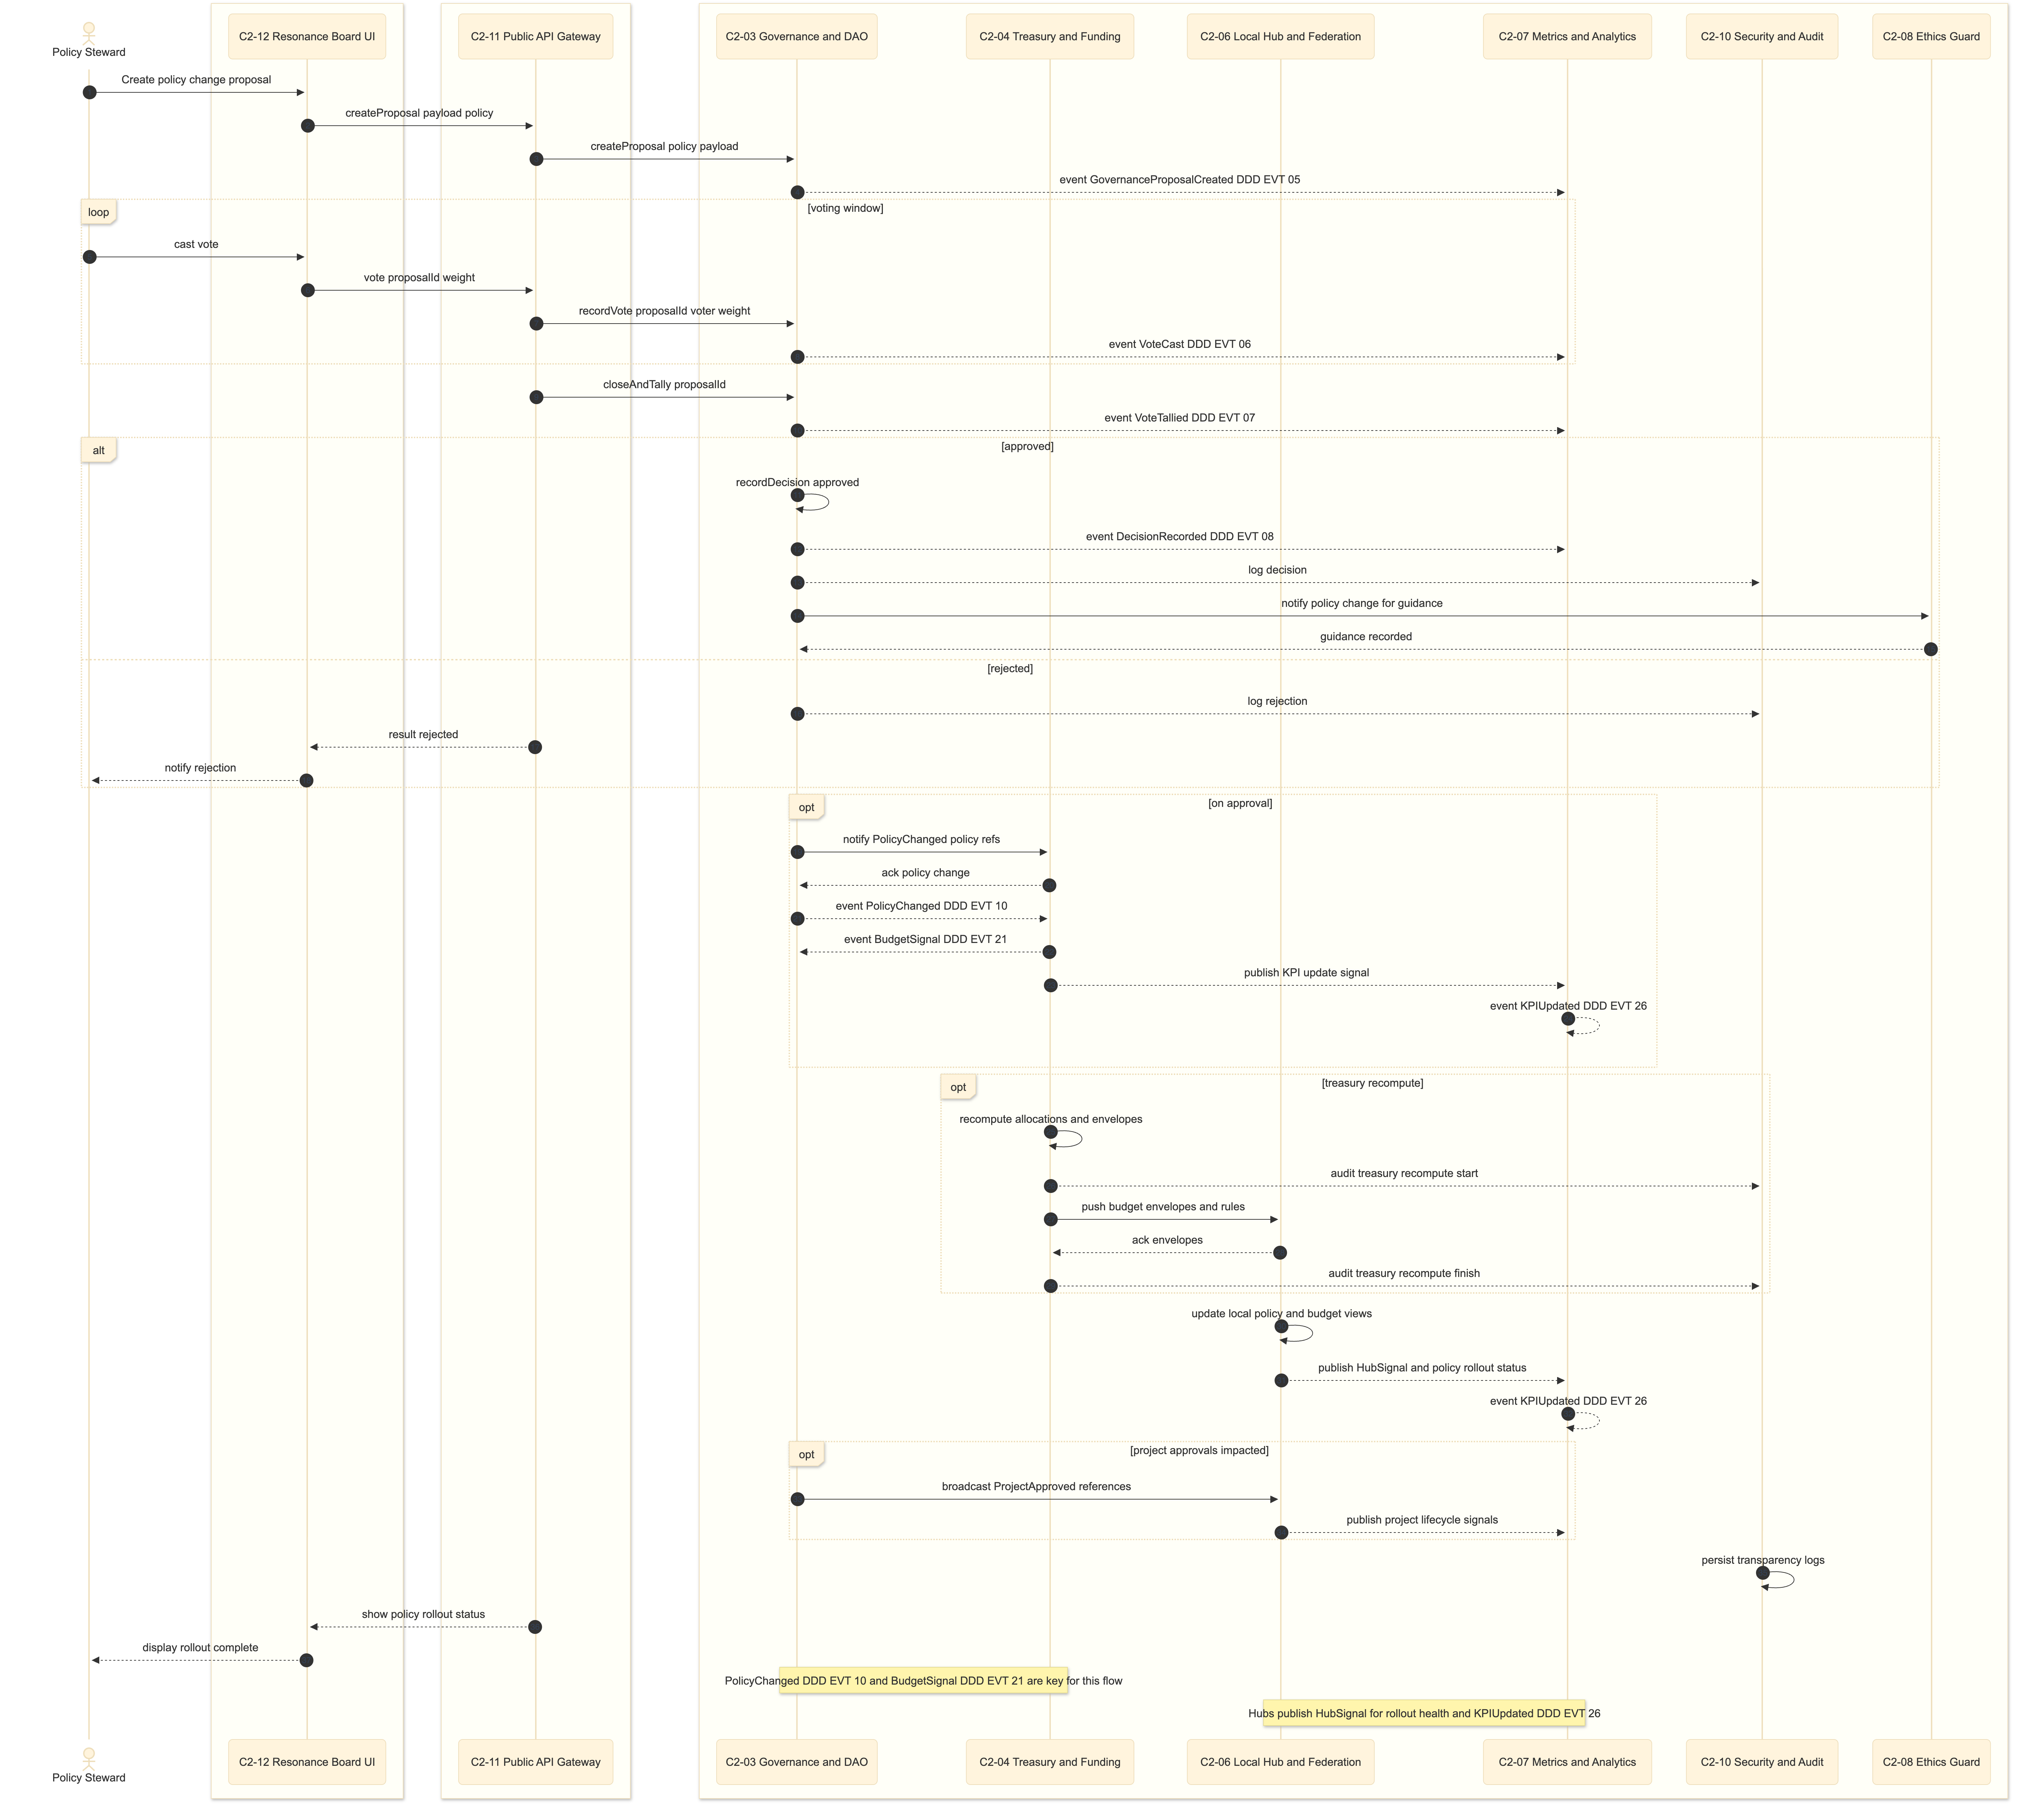 Policy Steward
C2-12 Resonance Board UI
C2-11 Public API Gateway
C2-03 Governance and DAO
C2-04 Treasury and Funding
C2-06 Local Hub and Federation
C2-07 Metrics and Analytics
C2-10 Security and Audit
C2-08 Ethics Guard
Create policy change proposal
createProposal payload policy
createProposal policy payload
event GovernanceProposalCreated DDD EVT 05
loop
[voting window]
cast vote
vote proposalId weight
recordVote proposalId voter weight
event VoteCast DDD EVT 06
closeAndTally proposalId
event VoteTallied DDD EVT 07
alt
[approved]
recordDecision approved
event DecisionRecorded DDD EVT 08
log decision
notify policy change for guidance
guidance recorded
[rejected]
log rejection
result rejected
notify rejection
opt
[on approval]
notify PolicyChanged policy refs
ack policy change
event PolicyChanged DDD EVT 10
event BudgetSignal DDD EVT 21
publish KPI update signal
event KPIUpdated DDD EVT 26
opt
[treasury recompute]
recompute allocations and envelopes
audit treasury recompute start
push budget envelopes and rules
ack envelopes
audit treasury recompute finish
update local policy and budget views
publish HubSignal and policy rollout status
event KPIUpdated DDD EVT 26
opt
[project approvals impacted]
broadcast ProjectApproved references
publish project lifecycle signals
persist transparency logs
show policy rollout status
display rollout complete
PolicyChanged DDD EVT 10 and BudgetSignal DDD EVT 21 are key for this flow
Hubs publish HubSignal for rollout health and KPIUpdated DDD EVT 26
Policy Steward
C2-12 Resonance Board UI
C2-11 Public API Gateway
C2-03 Governance and DAO
C2-04 Treasury and Funding
C2-06 Local Hub and Federation
C2-07 Metrics and Analytics
C2-10 Security and Audit
C2-08 Ethics Guard